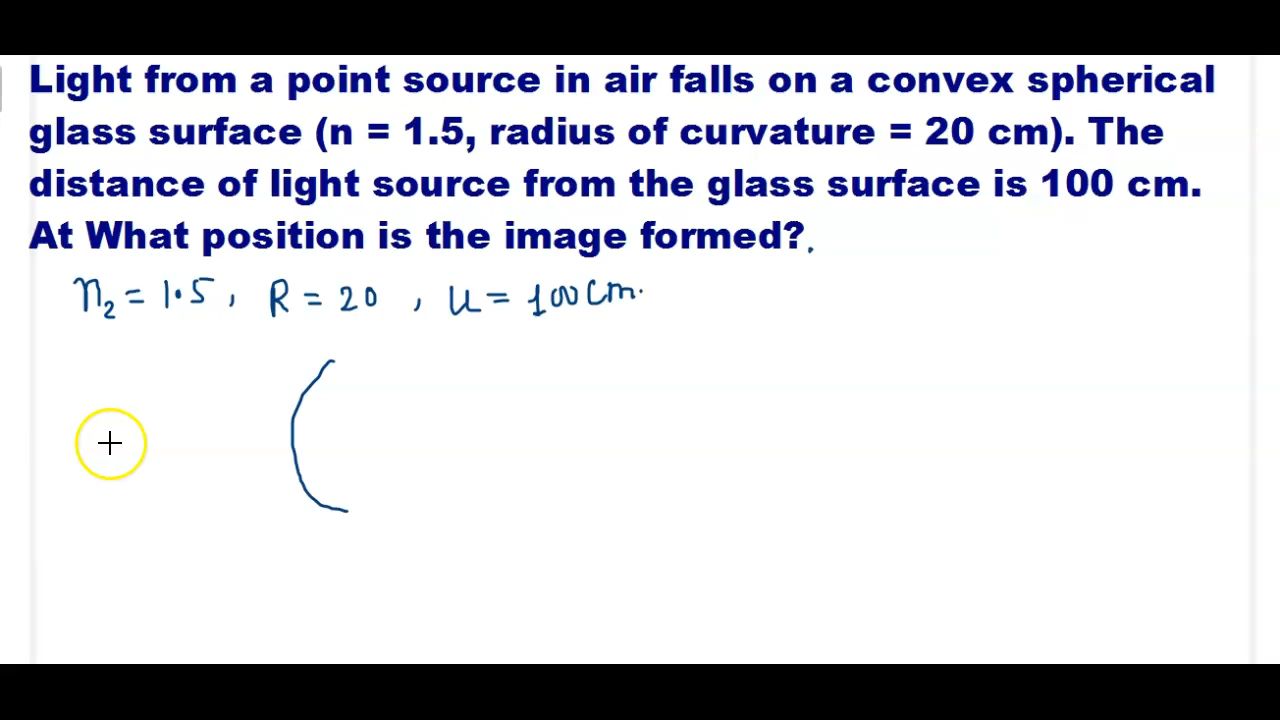 Light from a point source in air falls on a convex spherical
glass surface (n = 1.5, radius of curvature = 20 cm). The
distance of light source from the glass surface is 100 cm.
At What position is the image formed?.
n₂ = 1.5, R = 20, u = 100 cm.